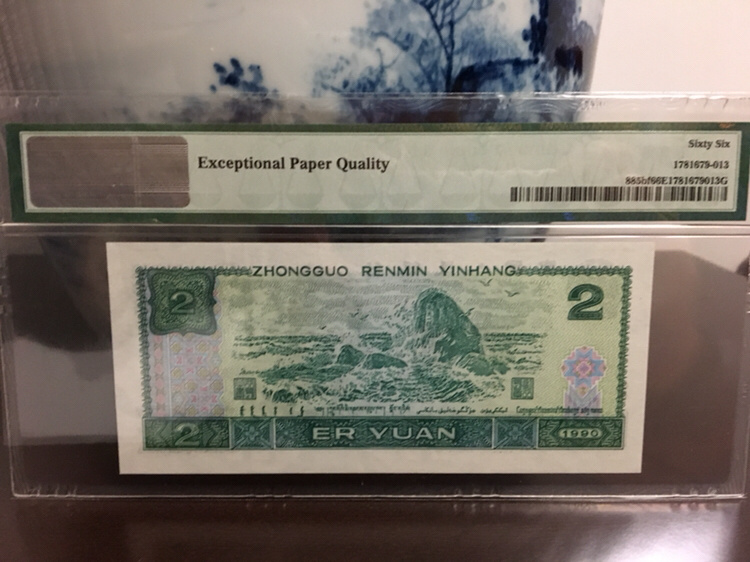 Sixty Six
Exceptional Paper Quality
1781679-013
885bf66E1781679013G
ZHONGGUO RENMIN YINHANG
2
2
2
ER YUAN
1990